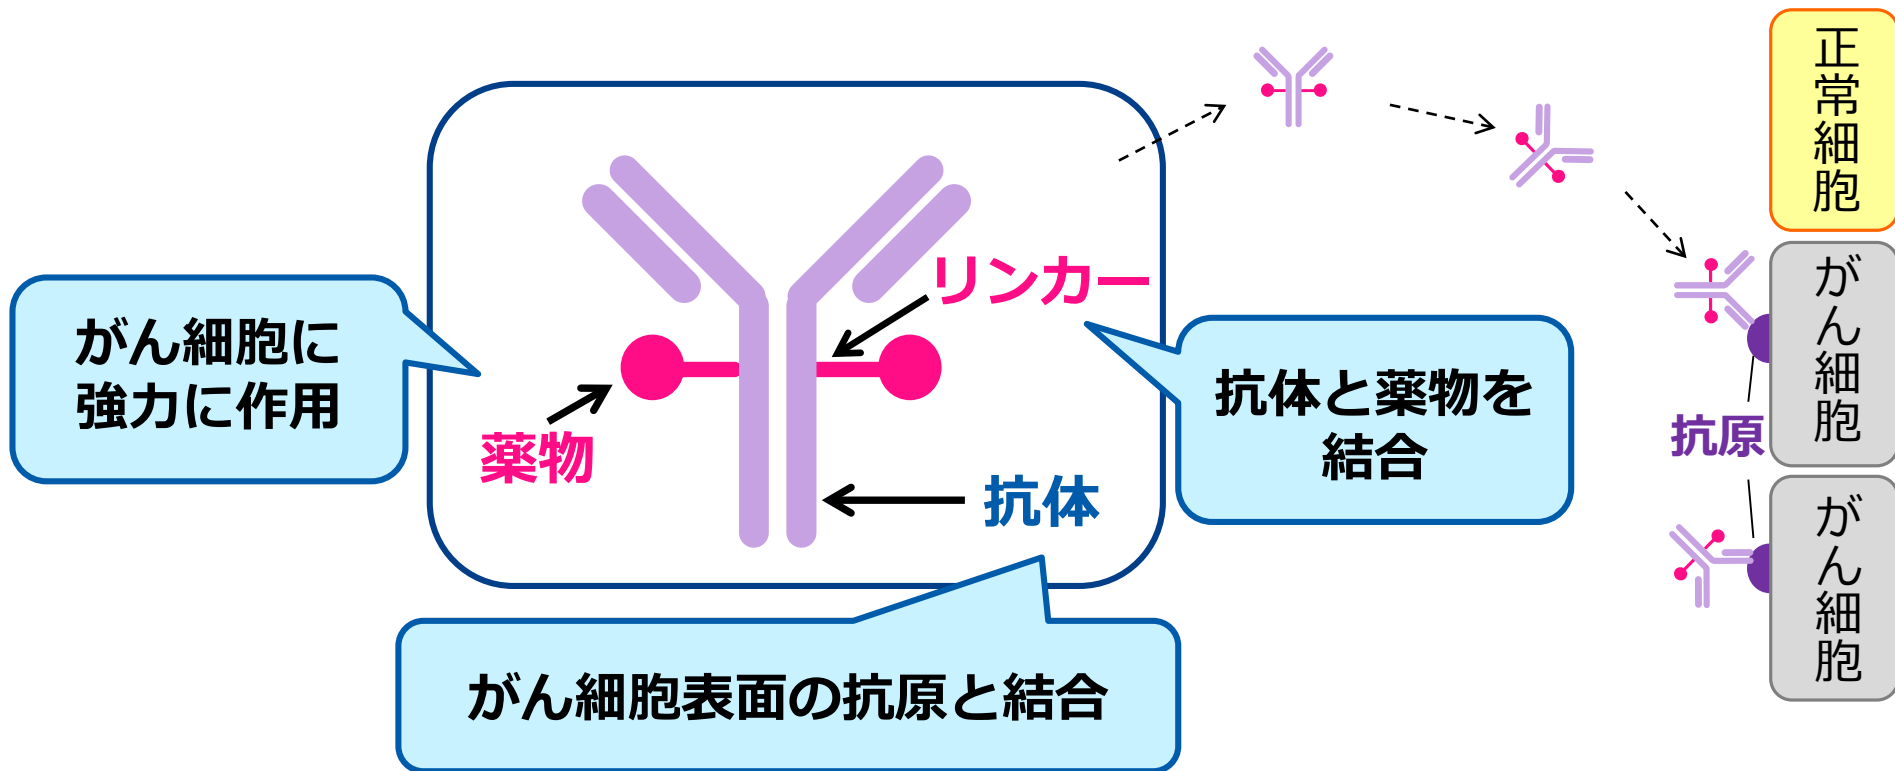 がん細胞に
強力に作用
リンカー
薬物
抗体
抗体と薬物を
結合
がん細胞表面の抗原と結合
正常細胞
がん細胞
抗原
がん細胞